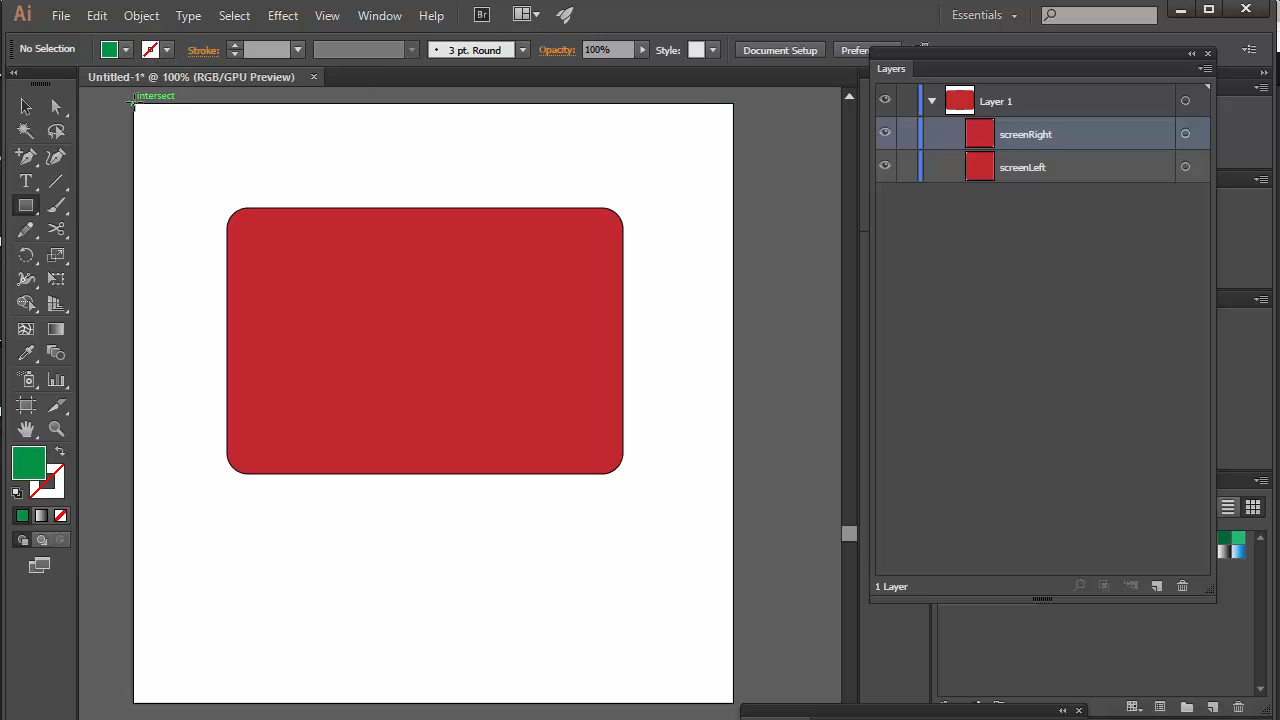 Ai File Edit Object Type Select Effect View Window Help Br Essentials
No Selection Stroke: 3 pt. Round Opacity: 100% Style: Document Setup Prefer
Untitled-1* @ 100% (RGB/GPU Preview)
Layers
intersect
Layer 1
screenRight
screenLeft
1 Layer